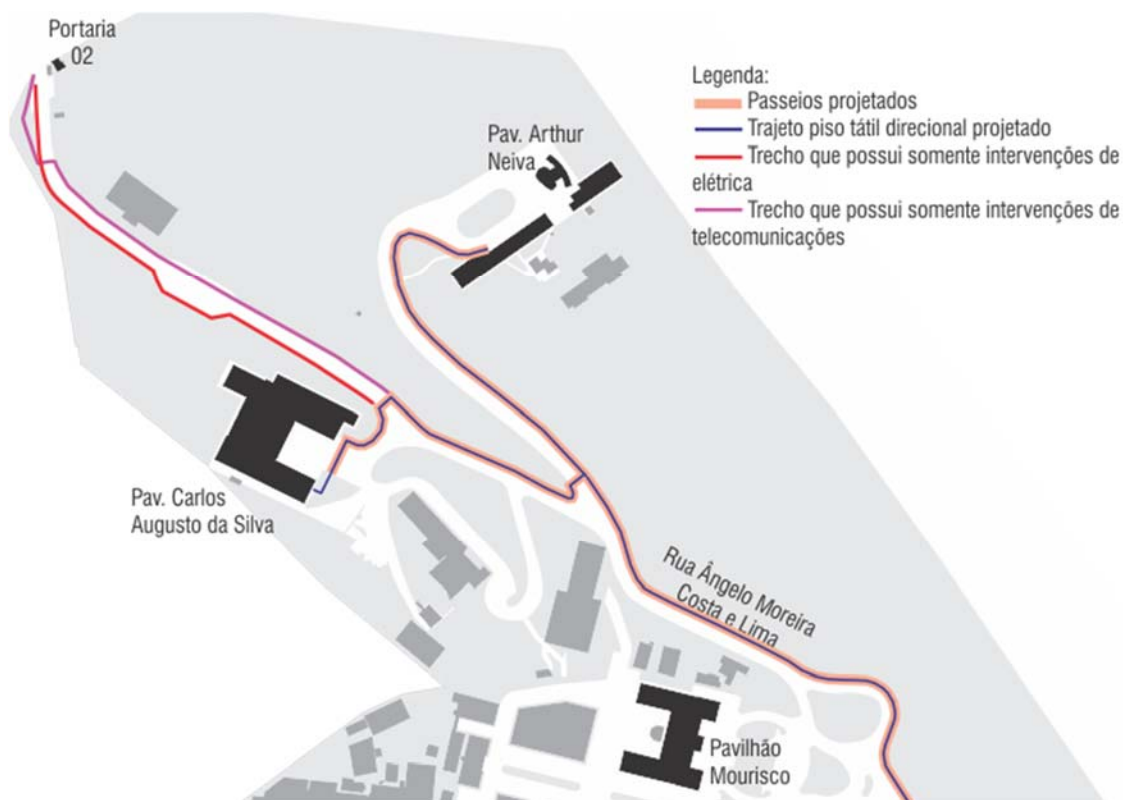 Portaria
02
Legenda:
Passeios projetados
Trajeto piso tátil direcional projetado
Trecho que possui somente intervenções de
elétrica
Trecho que possui somente intervenções de
telecomunicações
Pav. Arthur
Neiva
Pav. Carlos
Augusto da Silva
Rua Ângelo Moreira
Costa e Lima
Pavilhão
Mourisco